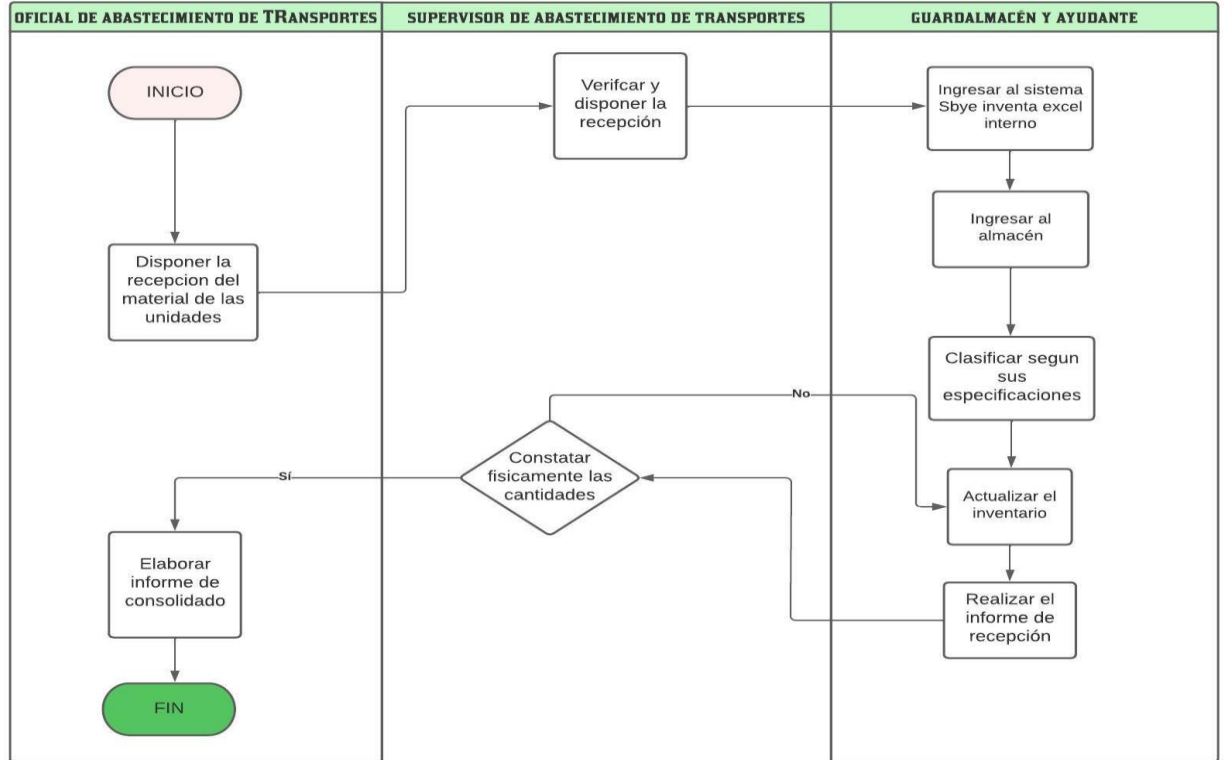 OFICIAL DE ABASTECIMIENTO DE TRANSPORTES
SUPERVISOR DE ABASTECIMIENTO DE TRANSPORTES
GUARDALMACÉN Y AYUDANTE
INICIO
Disponer la
recepcion del
material de las
unidades
Verifcar y
disponer la
recepción
Ingresar al sistema
Sbye inventa excel
interno
Ingresar al
almacén
Clasificar segun
sus
especificaciones
Actualizar el
inventario
Realizar el
informe de
recepción
Constatar
fisicamente las
cantidades
No
Sí
Elaborar
informe de
consolidado
FIN